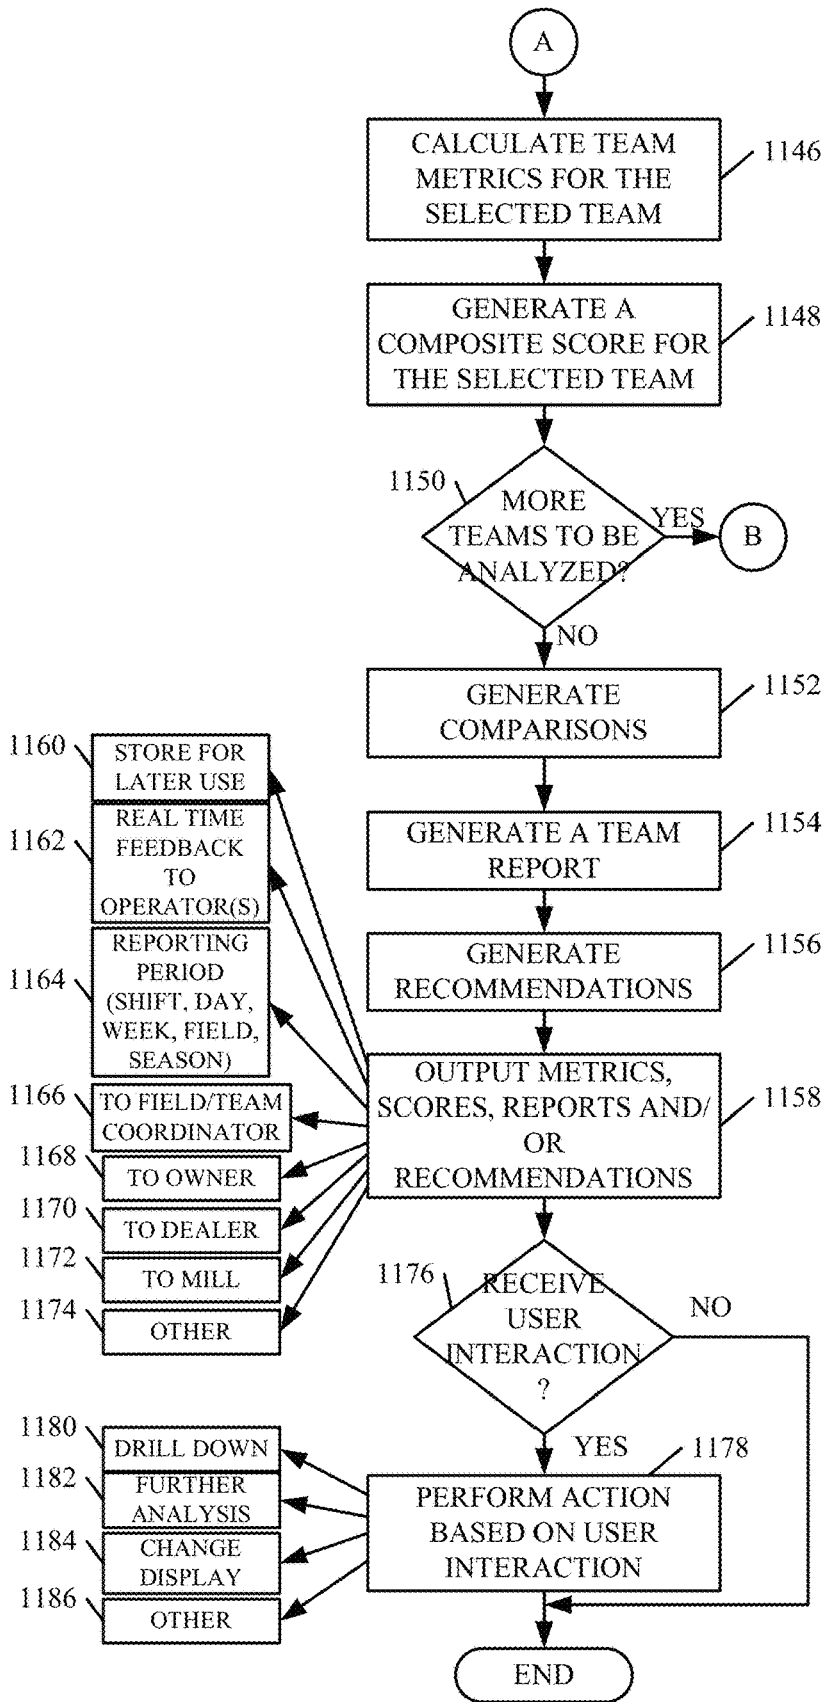 A
CALCULATE TEAM
METRICS FOR THE
SELECTED TEAM
1146
GENERATE A
COMPOSITE SCORE FOR
THE SELECTED TEAM
1148
1150
MORE
TEAMS TO BE
ANALYZED?
YES
B
NO
GENERATE
COMPARISONS
1152
GENERATE A TEAM
REPORT
1154
GENERATE
RECOMMENDATIONS
1156
OUTPUT METRICS,
SCORES, REPORTS AND/
OR
RECOMMENDATIONS
1158
1160
STORE FOR
LATER USE
1162
REAL TIME
FEEDBACK
TO
OPERATOR(S)
1164
REPORTING
PERIOD
(SHIFT, DAY,
WEEK, FIELD,
SEASON)
1166
TO FIELD/TEAM
COORDINATOR
1168
TO OWNER
1170
TO DEALER
1172
TO MILL
1174
OTHER
1176
RECEIVE
USER
INTERACTION
?
NO
YES
1178
PERFORM ACTION
BASED ON USER
INTERACTION
1180
DRILL DOWN
1182
FURTHER
ANALYSIS
1184
CHANGE
DISPLAY
1186
OTHER
END